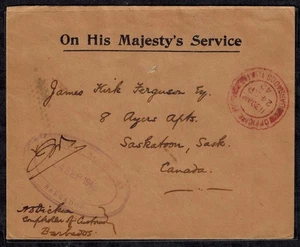 On His Majesty's Service
James Kirk Ferguson Esq.
8 Ayers Apts.
Saskatoon, Sask.
Canada.
Comptroller of Customs
Barbados